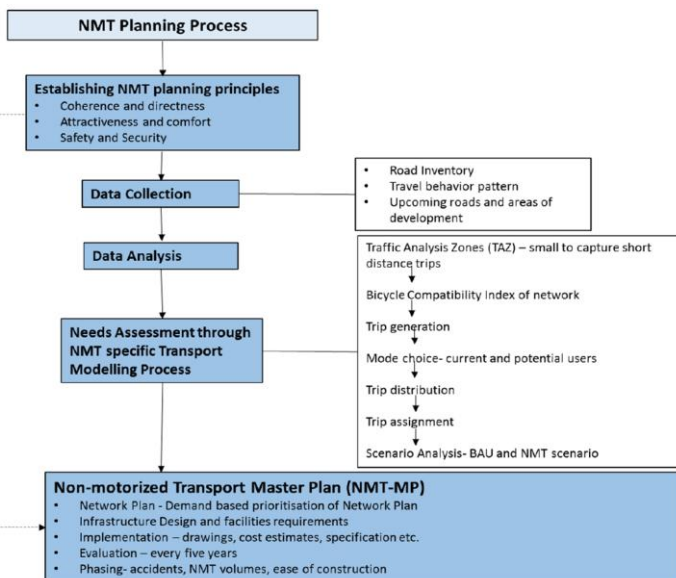 NMT Planning Process
Establishing NMT planning principles
• Coherence and directness
• Attractiveness and comfort
• Safety and Security
Data Collection
• Road Inventory
• Travel behavior pattern
• Upcoming roads and areas of
development
Data Analysis
Needs Assessment through
NMT specific Transport
Modelling Process
Traffic Analysis Zones (TAZ) – small to capture short
distance trips
Bicycle Compatibility Index of network
Trip generation
Mode choice- current and potential users
Trip distribution
Trip assignment
Scenario Analysis- BAU and NMT scenario
Non-motorized Transport Master Plan (NMT-MP)
• Network Plan - Demand based prioritisation of Network Plan
• Infrastructure Design and facilities requirements
• Implementation – drawings, cost estimates, specification etc.
• Evaluation – every five years
• Phasing- accidents, NMT volumes, ease of construction